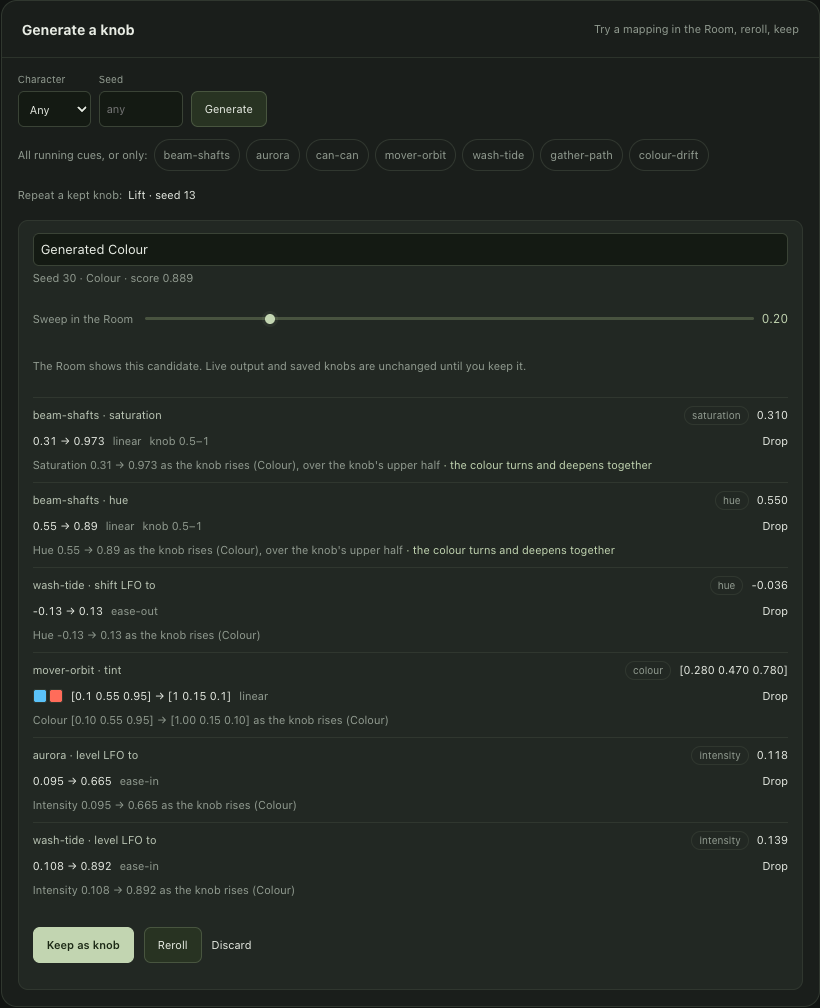 Generate a knob
Try a mapping in the Room, reroll, keep
Character
Seed
Any
any
Generate
All running cues, or only:
beam-shafts
aurora
can-can
mover-orbit
wash-tide
gather-path
colour-drift
Repeat a kept knob: Lift · seed 13
Generated Colour
Seed 30 · Colour · score 0.889
Sweep in the Room
0.20
The Room shows this candidate. Live output and saved knobs are unchanged until you keep it.
beam-shafts · saturation
saturation
0.310
0.31 → 0.973 linear knob 0.5–1
Drop
Saturation 0.31 → 0.973 as the knob rises (Colour), over the knob's upper half · the colour turns and deepens together
beam-shafts · hue
hue
0.550
0.55 → 0.89 linear knob 0.5–1
Drop
Hue 0.55 → 0.89 as the knob rises (Colour), over the knob's upper half · the colour turns and deepens together
wash-tide · shift LFO to
hue
-0.036
-0.13 → 0.13 ease-out
Drop
Hue -0.13 → 0.13 as the knob rises (Colour)
mover-orbit · tint
colour
[0.280 0.470 0.780]
[0.1 0.55 0.95] → [1 0.15 0.1] linear
Drop
Colour [0.10 0.55 0.95] → [1.00 0.15 0.10] as the knob rises (Colour)
aurora · level LFO to
intensity
0.118
0.095 → 0.665 ease-in
Drop
Intensity 0.095 → 0.665 as the knob rises (Colour)
wash-tide · level LFO to
intensity
0.139
0.108 → 0.892 ease-in
Drop
Intensity 0.108 → 0.892 as the knob rises (Colour)
Keep as knob
Reroll
Discard